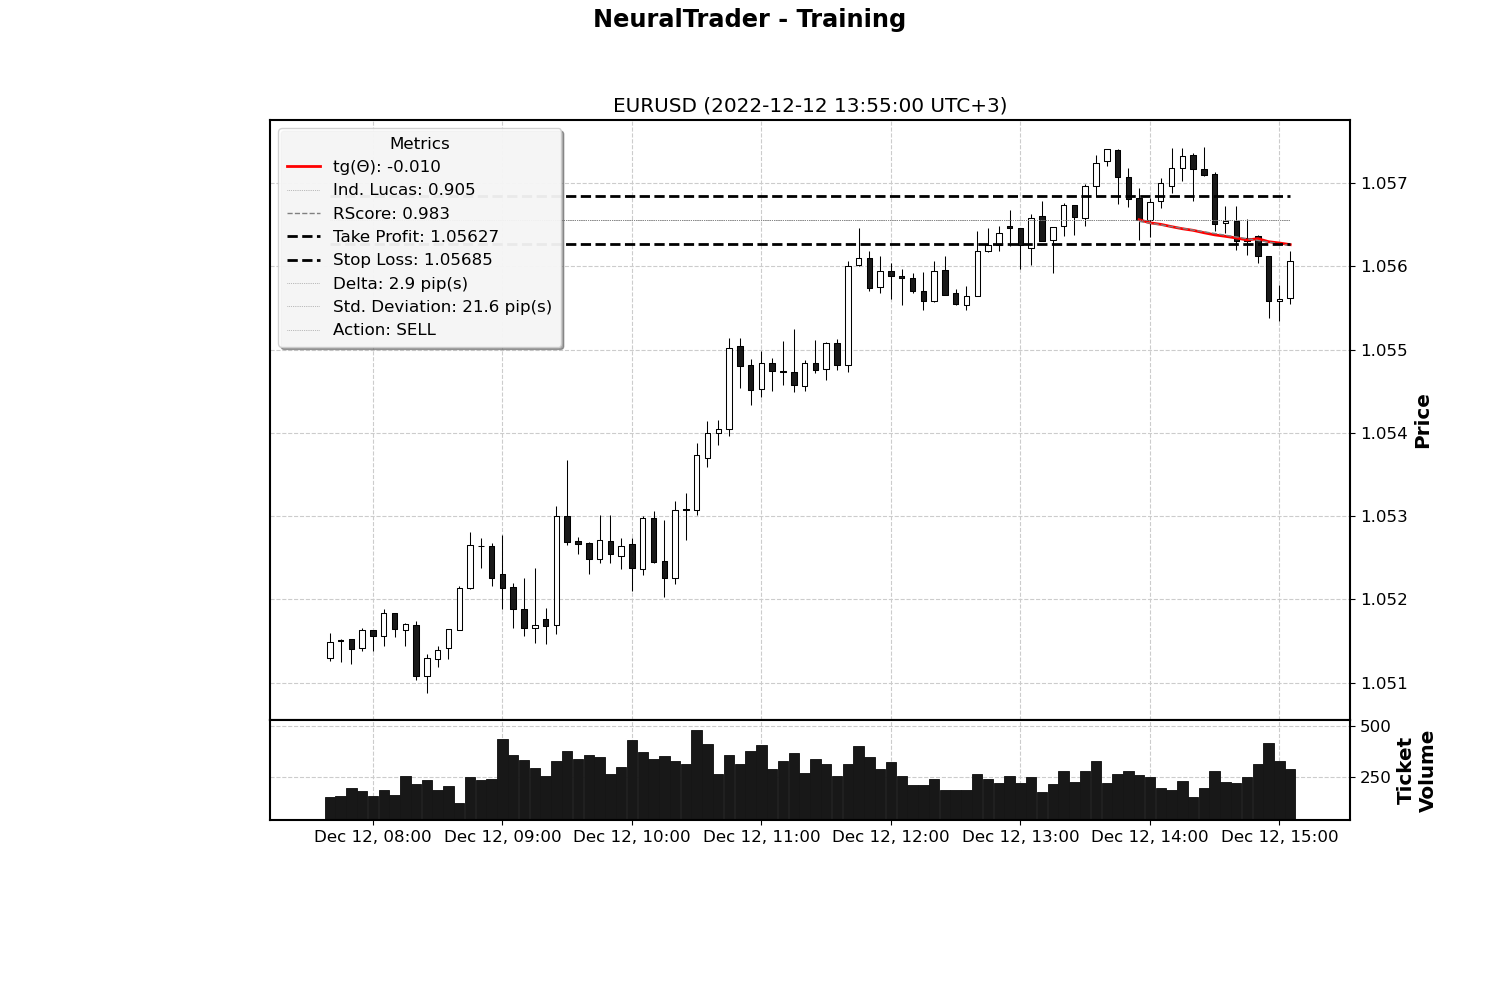 NeuralTrader - Training
EURUSD (2022-12-12 13:55:00 UTC+3)
Metrics
tg(Θ): -0.010
Ind. Lucas: 0.905
RScore: 0.983
Take Profit: 1.05627
Stop Loss: 1.05685
Delta: 2.9 pip(s)
Std. Deviation: 21.6 pip(s)
Action: SELL
1.057
1.056
1.055
1.054
1.053
1.052
1.051
Price
500
250
Ticket
Volume
Dec 12, 08:00 Dec 12, 09:00 Dec 12, 10:00 Dec 12, 11:00 Dec 12, 12:00 Dec 12, 13:00 Dec 12, 14:00 Dec 12, 15:00